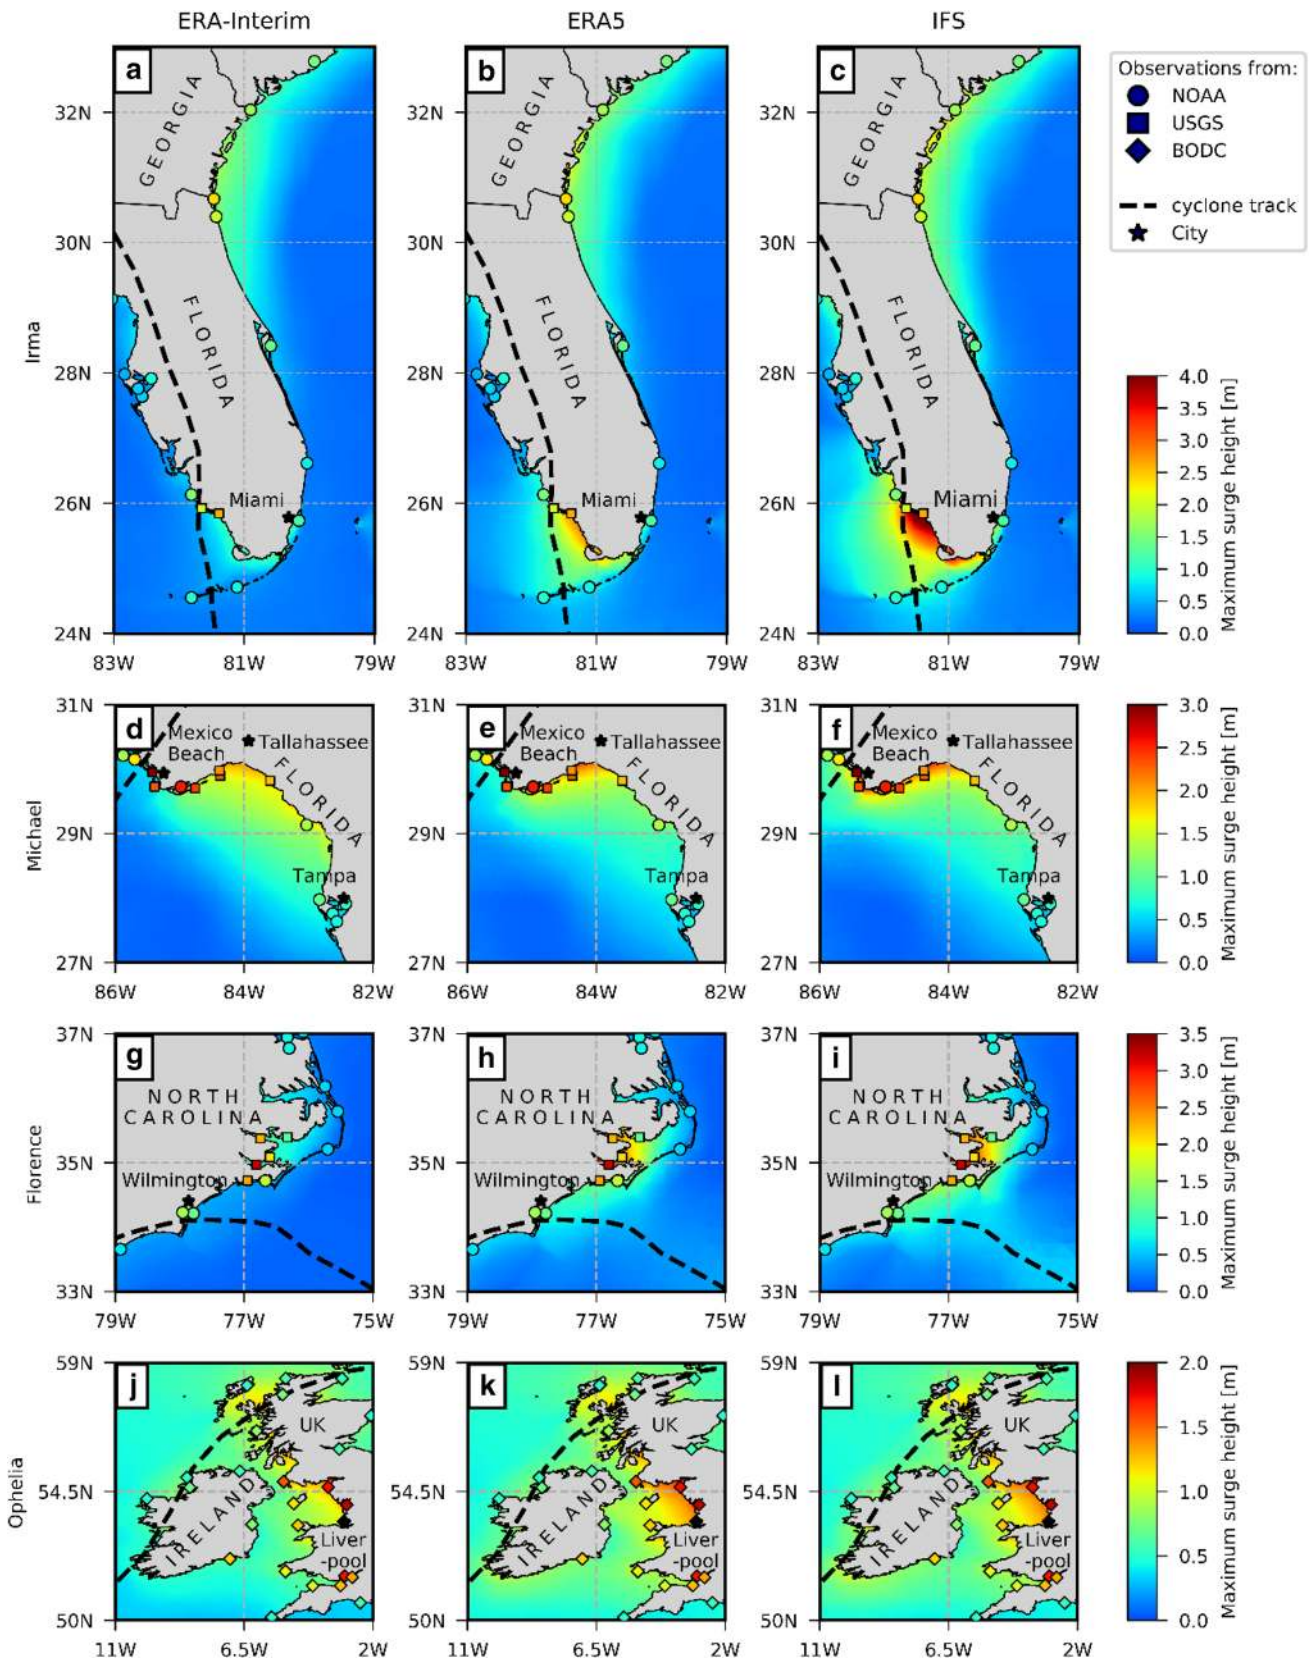 ERA-Interim
ERA5
IFS
Irma
a
GEORGIA
FLORIDA
Miami
32N
30N
28N
26N
24N
83W
81W
79W
b
GEORGIA
FLORIDA
Miami
32N
30N
28N
26N
24N
83W
81W
79W
c
GEORGIA
FLORIDA
Miami
32N
30N
28N
26N
24N
83W
81W
79W
Observations from:
NOAA
USGS
BODC
cyclone track
City
4.0
3.5
3.0
2.5
2.0
1.5
1.0
0.5
0.0
Maximum surge height [m]
Michael
d
Mexico
Beach
Tallahassee
FLORIDA
Tampa
31N
29N
27N
86W
84W
82W
e
Mexico
Beach
Tallahassee
FLORIDA
Tampa
31N
29N
27N
86W
84W
82W
f
Mexico
Beach
Tallahassee
FLORIDA
Tampa
31N
29N
27N
86W
84W
82W
3.0
2.5
2.0
1.5
1.0
0.5
0.0
Maximum surge height [m]
Florence
g
NORTH
CAROLINA
Wilmington
37N
35N
33N
79W
77W
75W
h
NORTH
CAROLINA
Wilmington
37N
35N
33N
79W
77W
75W
i
NORTH
CAROLINA
Wilmington
37N
35N
33N
79W
77W
75W
3.5
3.0
2.5
2.0
1.5
1.0
0.5
0.0
Maximum surge height [m]
Ophelia
j
UK
IRELAND
Liver
-pool
59N
54.5N
50N
11W
6.5W
2W
k
UK
IRELAND
Liver
-pool
59N
54.5N
50N
11W
6.5W
2W
l
UK
IRELAND
Liver
-pool
59N
54.5N
50N
11W
6.5W
2W
2.0
1.5
1.0
0.5
0.0
Maximum surge height [m]